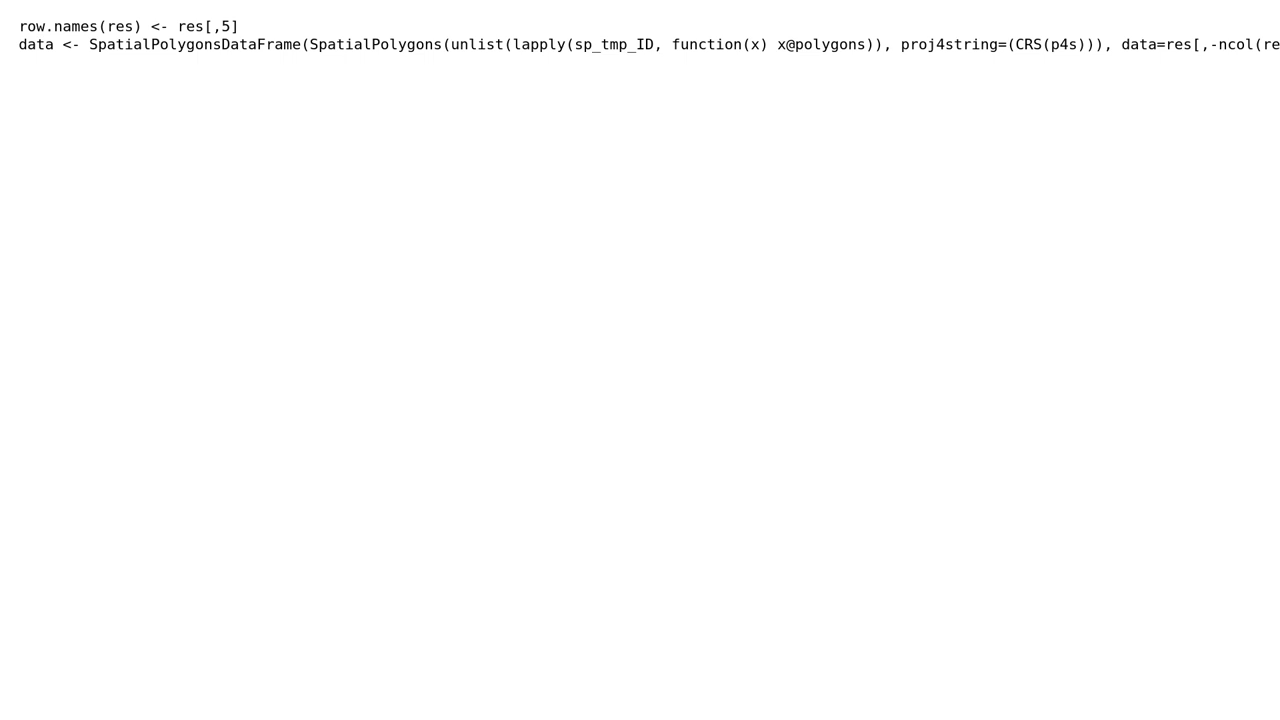 row.names(res) <- res[,5]
data <- SpatialPolygonsDataFrame(SpatialPolygons(unlist(lapply(sp_tmp_ID, function(x) x@polygons)), proj4string=(CRS(p4s))), data=res[,-ncol(re